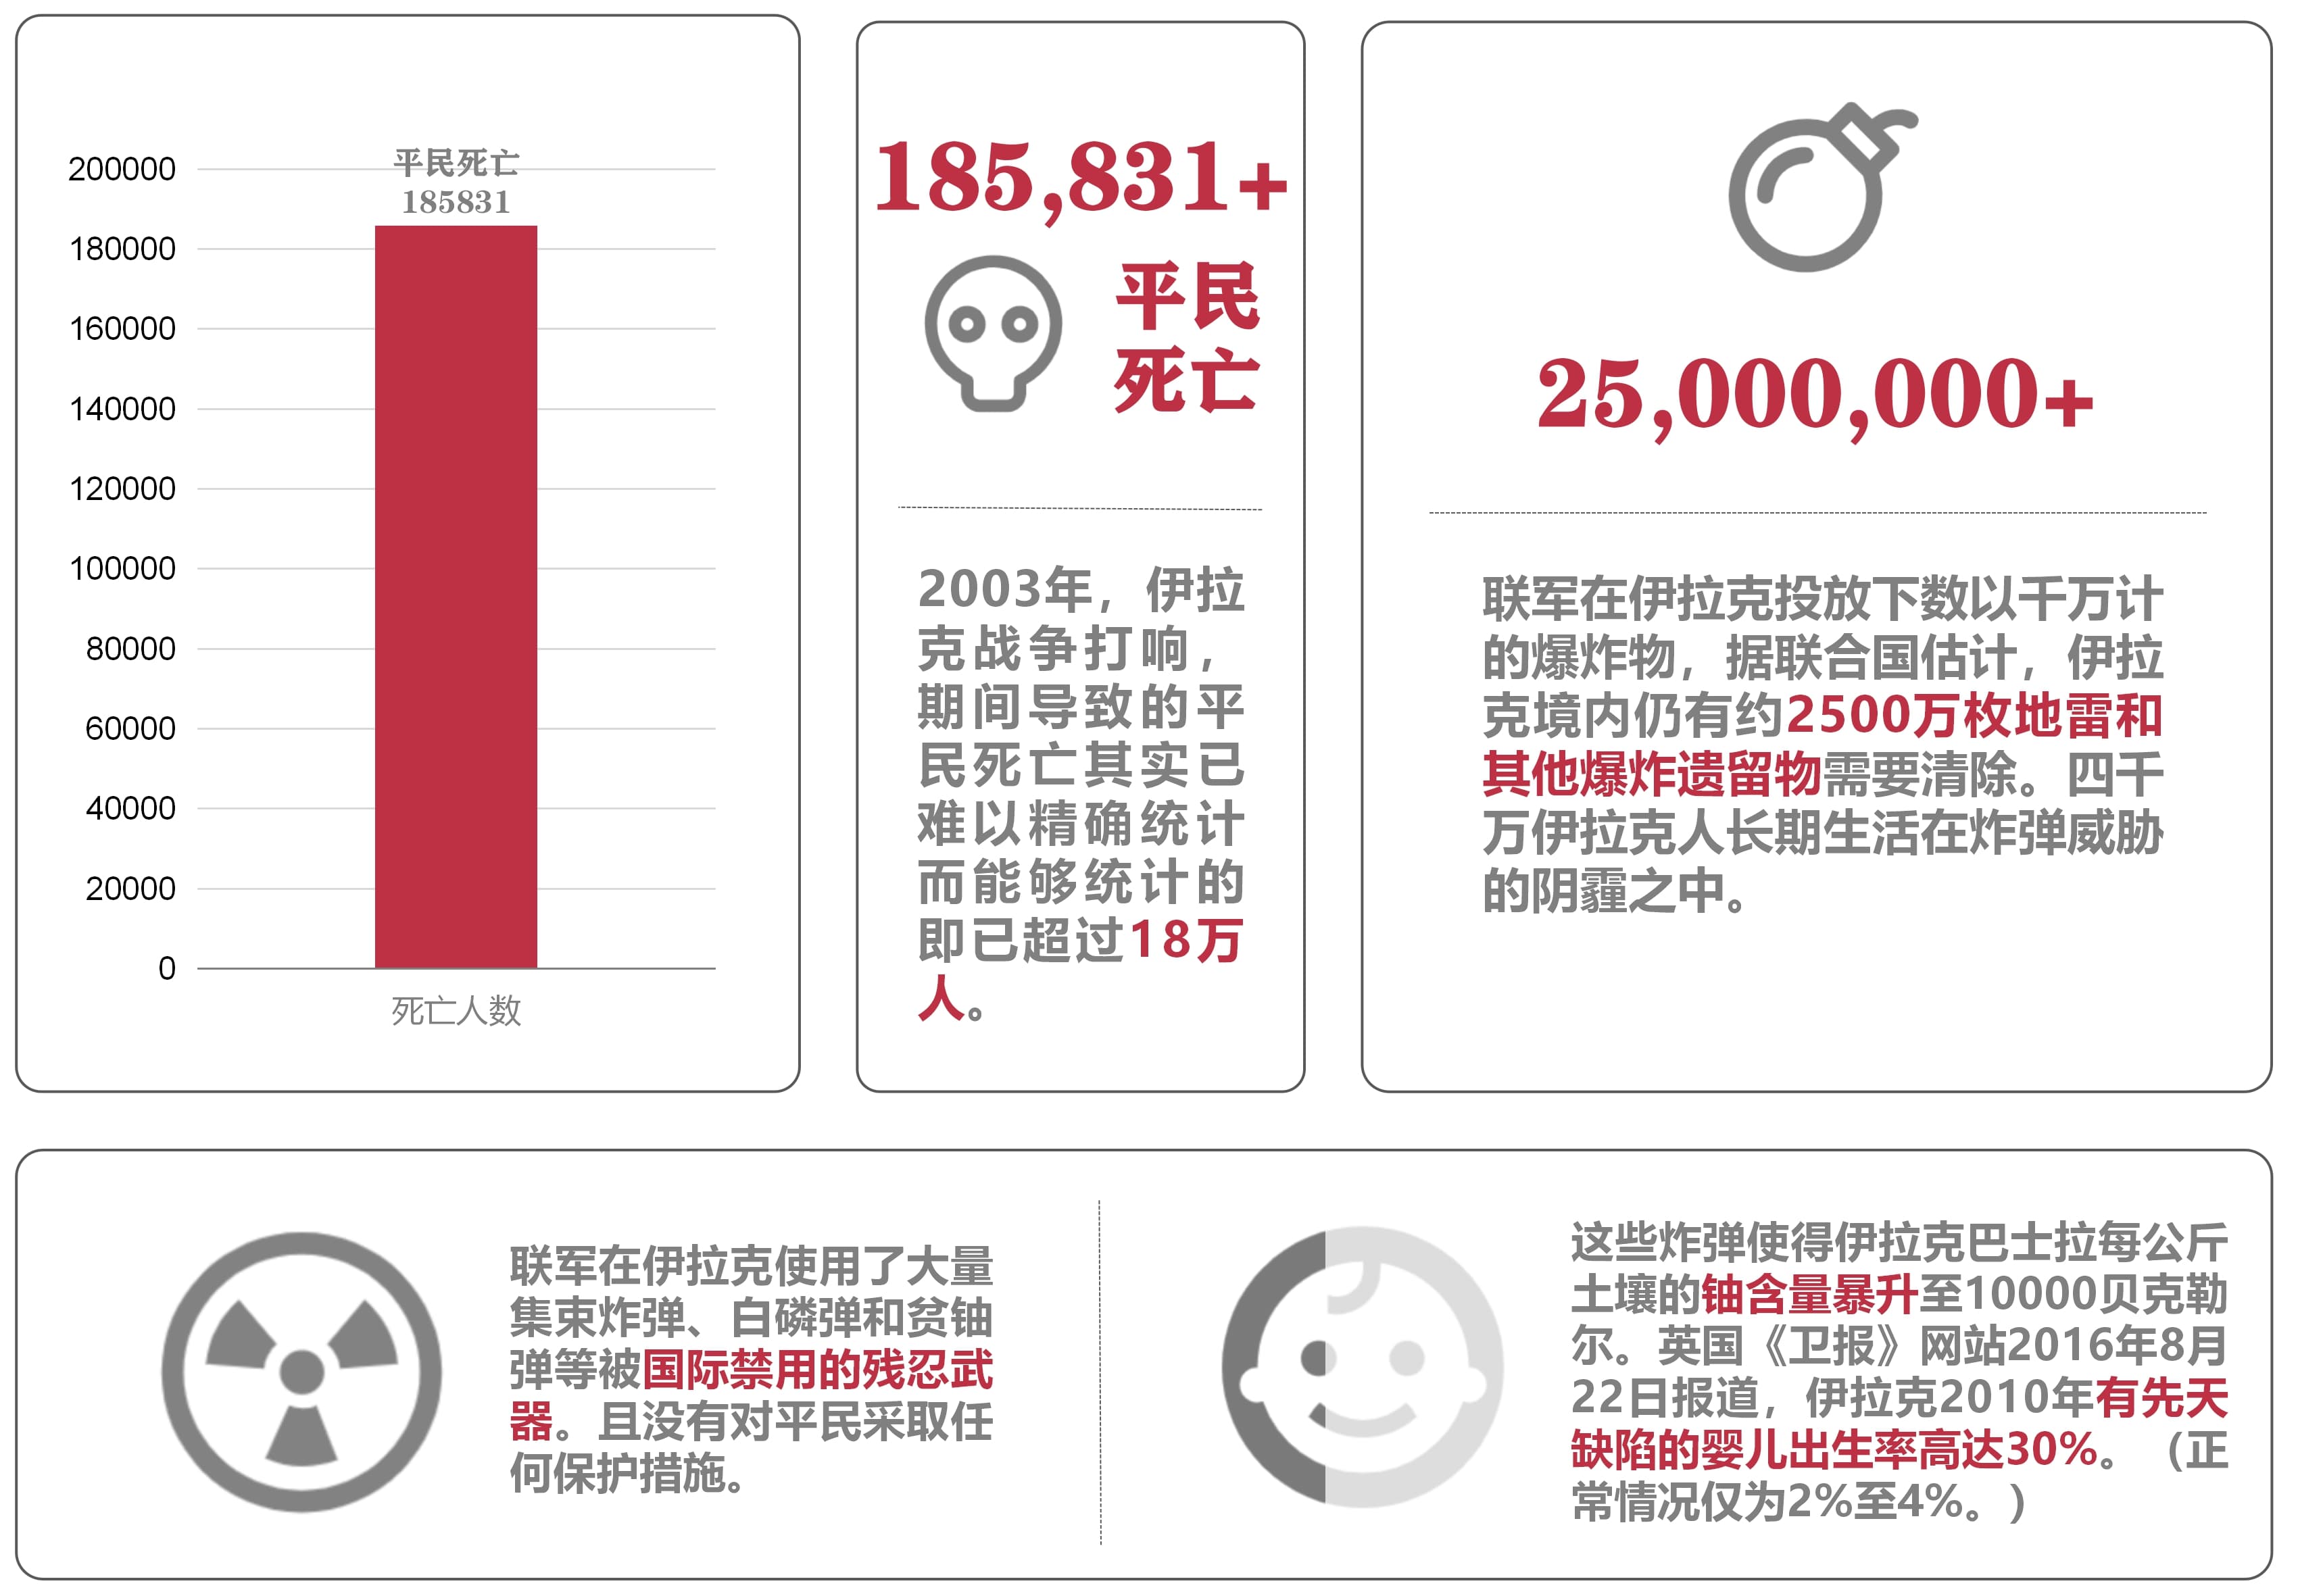 平民死亡
185831
200000
180000
160000
140000
120000
100000
80000
60000
40000
20000
0
死亡人数
185,831+
平民
死亡
2003年，伊拉
克战争打响，
期间导致的平
民死亡其实已
难以精确统计
而能够统计的
即已超过18万
人。
25,000,000+
联军在伊拉克投放下数以千万计
的爆炸物，据联合国估计，伊拉
克境内仍有约2500万枚地雷和
其他爆炸遗留物需要清除。四千
万伊拉克人长期生活在炸弹威胁
的阴霾之中。
联军在伊拉克使用了大量
集束炸弹、白磷弹和贫铀
弹等被国际禁用的残忍武
器。且没有对平民采取任
何保护措施。
这些炸弹使得伊拉克巴士拉每公斤
土壤的铀含量暴升至10000贝克勒
尔。英国《卫报》网站2016年8月
22日报道，伊拉克2010年有先天
缺陷的婴儿出生率高达30%。（正
常情况仅为2%至4%。）